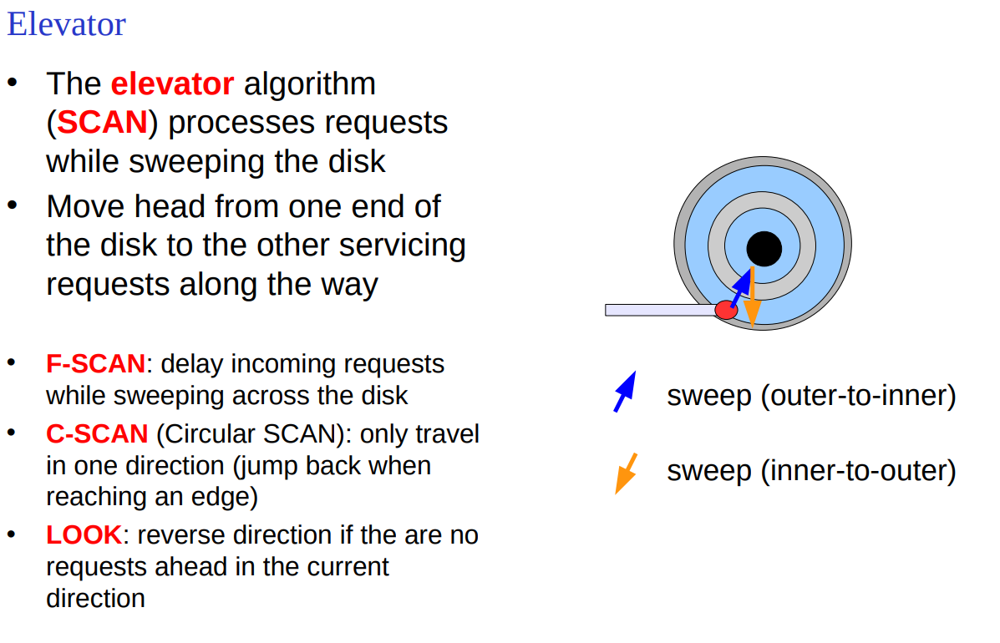 Elevator
• The elevator algorithm
(SCAN) processes requests
while sweeping the disk
• Move head from one end of
the disk to the other servicing
requests along the way
• F-SCAN: delay incoming requests
while sweeping across the disk
• C-SCAN (Circular SCAN): only travel
in one direction (jump back when
reaching an edge)
• LOOK: reverse direction if the are no
requests ahead in the current
direction
sweep (outer-to-inner)
sweep (inner-to-outer)